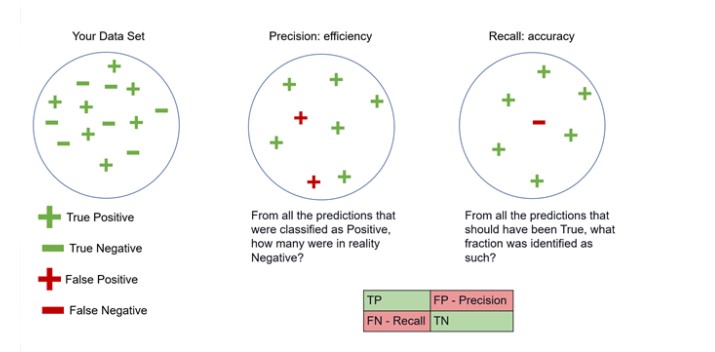 Your Data Set
Precision: efficiency
Recall: accuracy
True Positive
True Negative
False Positive
False Negative
From all the predictions that
were classified as Positive,
how many were in reality
Negative?
From all the predictions that
should have been True, what
fraction was identified as
such?
TP
FP - Precision
FN - Recall
TN